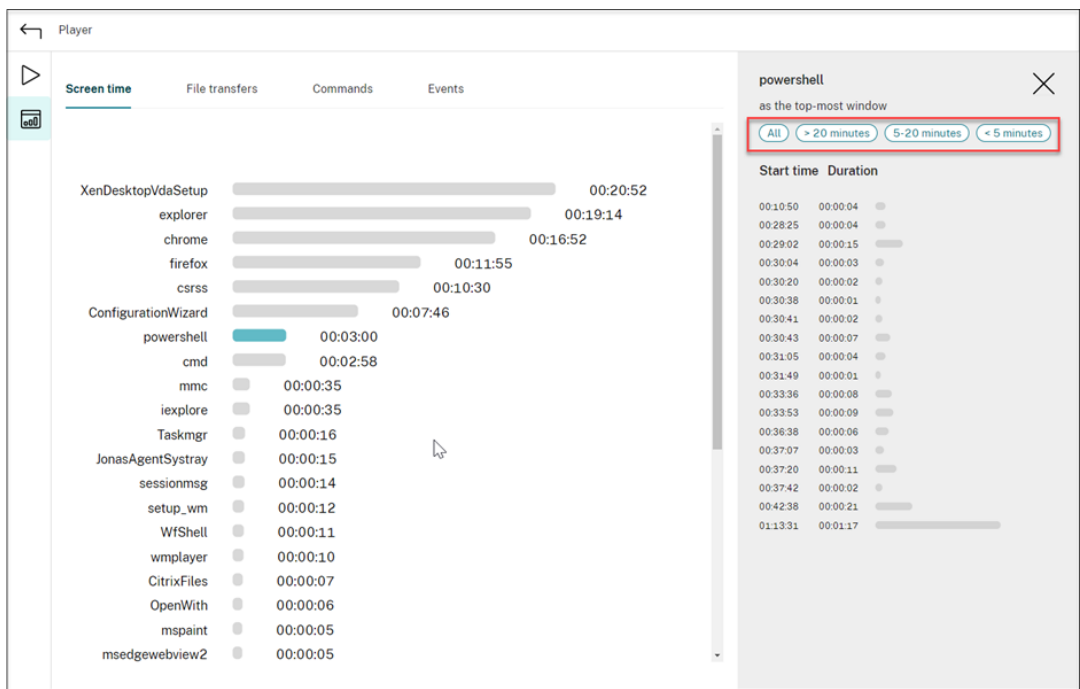 Player
Screen time File transfers Commands Events
XenDesktopVdaSetup 00:20:52
explorer 00:19:14
chrome 00:16:52
firefox 00:11:55
csrss 00:10:30
ConfigurationWizard 00:07:46
powershell 00:03:00
cmd 00:02:58
mmc 00:00:35
iexplore 00:00:35
Taskmgr 00:00:16
JonasAgentSystray 00:00:15
sessionmsg 00:00:14
setup_wm 00:00:12
WfShell 00:00:11
wmplayer 00:00:10
CitrixFiles 00:00:07
OpenWith 00:00:06
mspaint 00:00:05
msedgewebview2 00:00:05
powershell
as the top-most window
All > 20 minutes 5-20 minutes < 5 minutes
Start time Duration
00:10:50 00:00:04
00:28:25 00:00:04
00:29:02 00:00:15
00:30:04 00:00:03
00:30:20 00:00:02
00:30:38 00:00:01
00:30:41 00:00:02
00:30:43 00:00:07
00:31:05 00:00:04
00:31:49 00:00:01
00:33:36 00:00:08
00:33:53 00:00:09
00:36:38 00:00:06
00:37:07 00:00:03
00:37:20 00:00:11
00:37:42 00:00:02
00:42:38 00:00:21
01:13:31 00:01:17